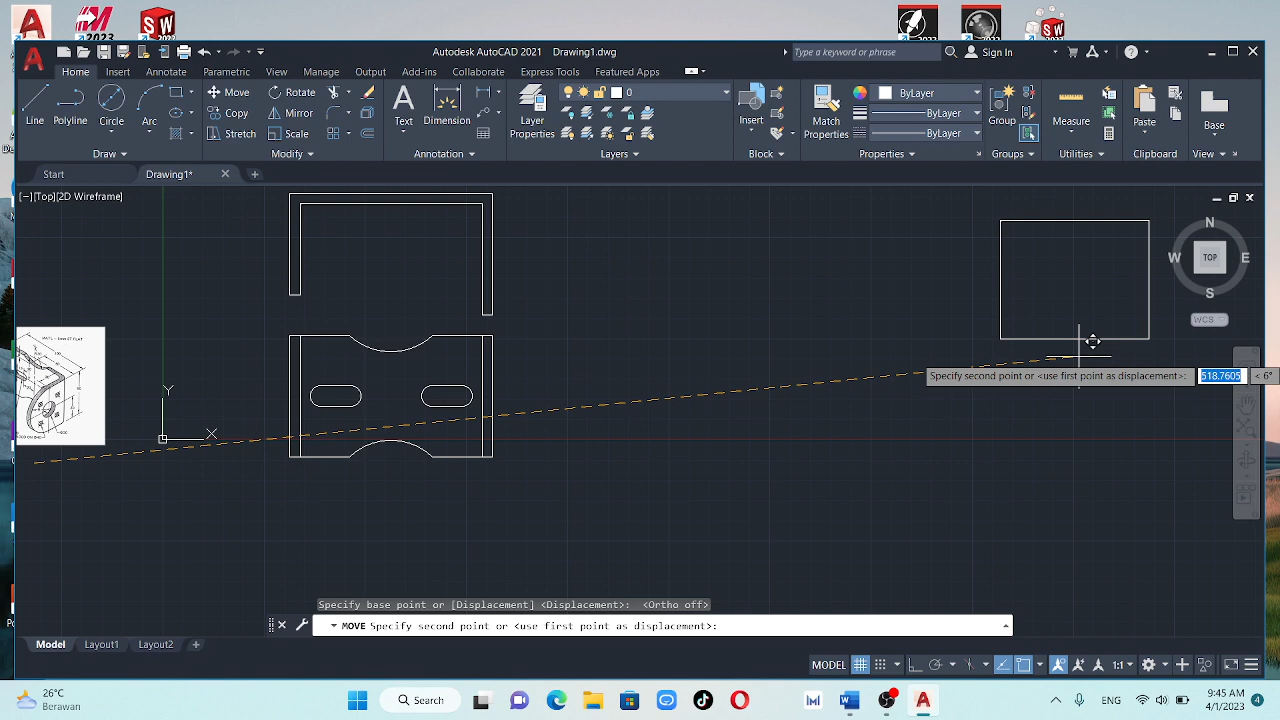 2023
SW
2022
Autodesk AutoCAD 2021 Drawing1.dwg
Type a keyword or phrase
Sign In
Home Insert Annotate Parametric View Manage Output Add-ins Collaborate Express Tools Featured Apps
Line Polyline Circle Arc
Move Rotate
Copy Mirror
Stretch Scale
Text Dimension
Layer Properties
0
Insert
Match Properties
ByLayer
ByLayer
ByLayer
Group
Measure
Paste
Base
Draw Modify Annotation Layers Block Properties Groups Utilities Clipboard View
Start Drawing1*
[−][Top][2D Wireframe]
N
W TOP E
S
WCS
Y
X
Specify second point or <use first point as displacement>: 518.7605 < 6°
Specify base point or [Displacement] <Displacement>:  <Ortho off>
MOVE Specify second point or <use first point as displacement>:
Model Layout1 Layout2
MODEL 1:1
26°C
Berawan
Search
ENG
9:45 AM
4/1/2023
4